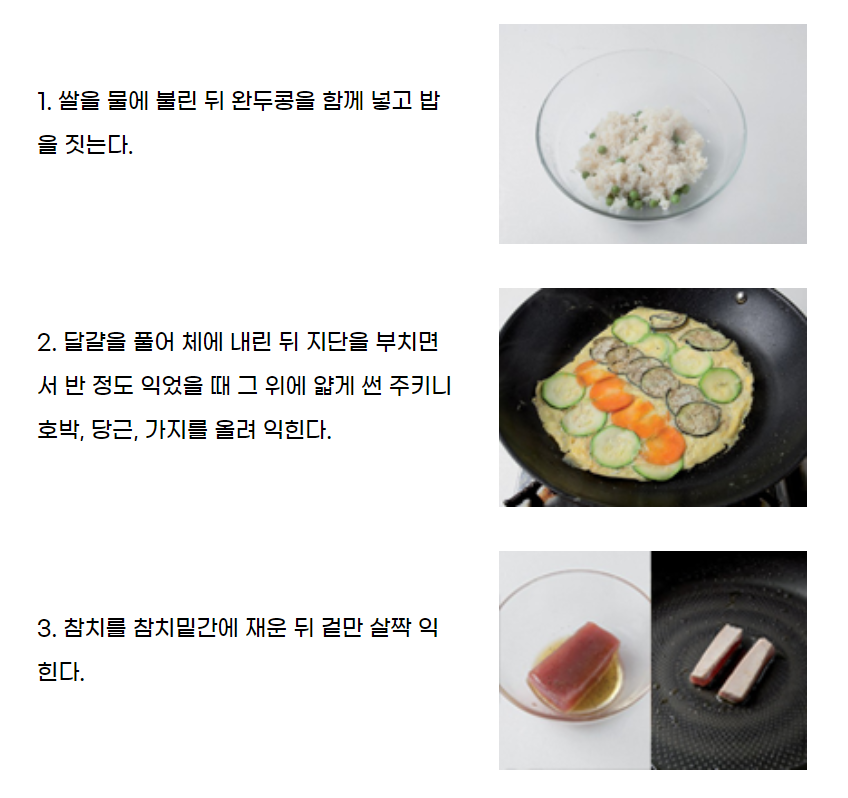 1. 쌀을 물에 불린 뒤 완두콩을 함께 넣고 밥
을 짓는다.
2. 달걀을 풀어 체에 내린 뒤 지단을 부치면
서 반 정도 익었을 때 그 위에 얇게 썬 주키니
호박, 당근, 가지를 올려 익힌다.
3. 참치를 참치밑간에 재운 뒤 겉만 살짝 익
힌다.